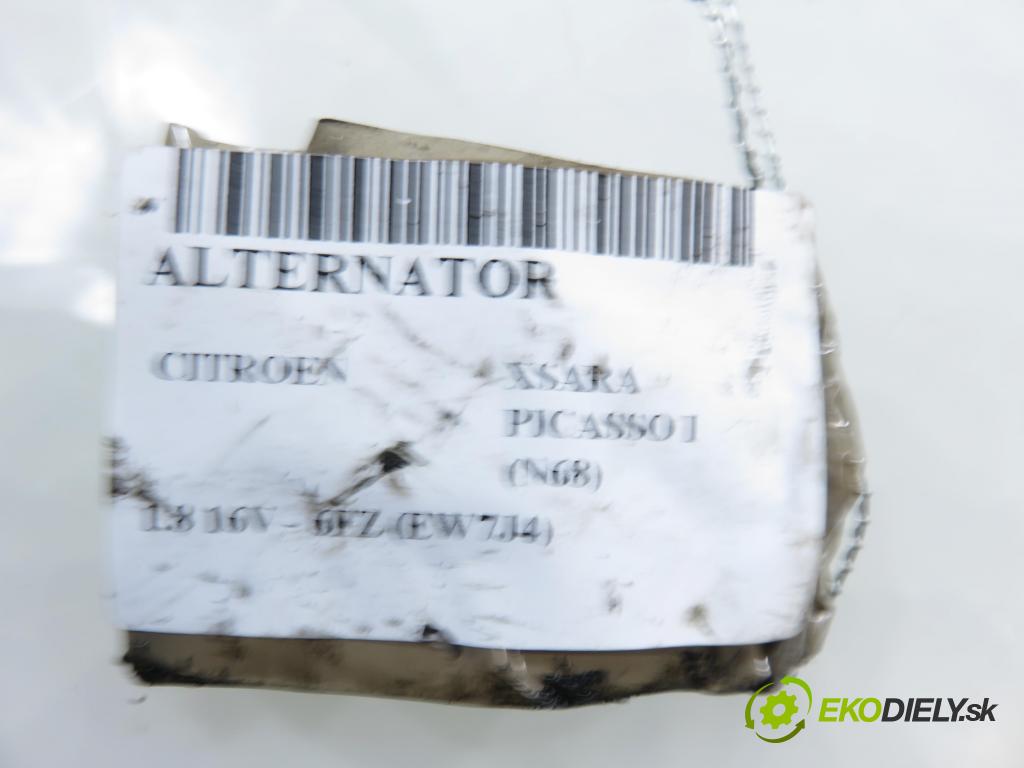 ALTERNATOR
CITROEN XSARA
PICASSO I
(N68)
1.8 16V - 6FZ (EW7J4)
EKODIELY.sk